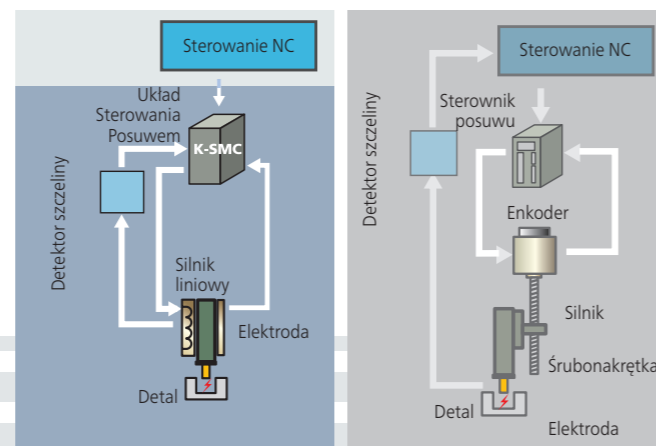 Sterowanie NC
Układ
Sterowania
Posuwem
K-SMC
Detektor szczeliny
Silnik
liniowy
Elektroda
Detal
Sterowanie NC
Sterownik
posuwu
Detektor szczeliny
Enkoder
Silnik
Śrubonakrętka
Detal
Elektroda